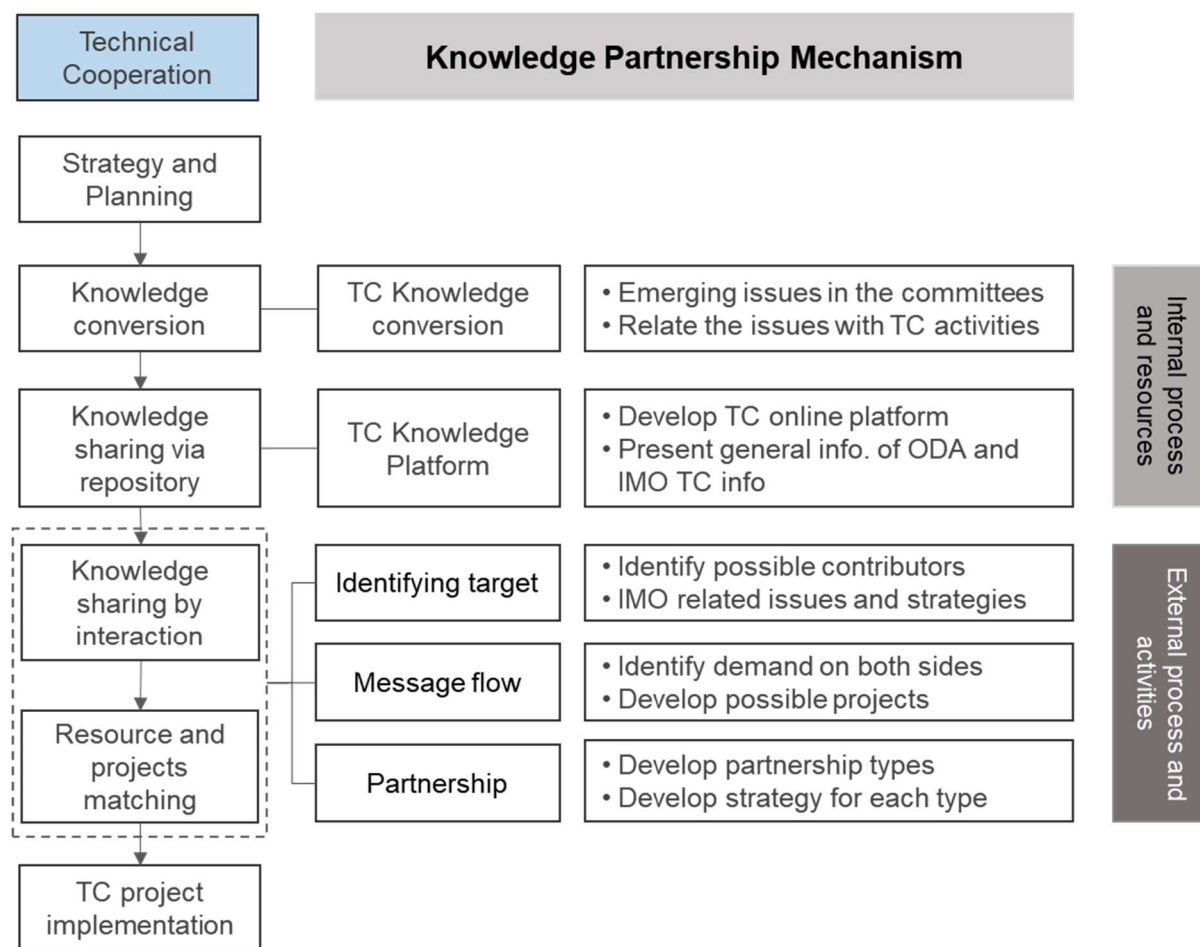 Technical
Cooperation
Knowledge Partnership Mechanism
Strategy and
Planning
Knowledge
conversion
TC Knowledge
conversion
• Emerging issues in the committees
• Relate the issues with TC activities
Internal process
and resources
Knowledge
sharing via
repository
TC Knowledge
Platform
• Develop TC online platform
• Present general info. of ODA and
IMO TC info
Knowledge
sharing by
interaction
Identifying target
• Identify possible contributors
• IMO related issues and strategies
External process and
activities
Message flow
• Identify demand on both sides
• Develop possible projects
Resource and
projects
matching
Partnership
• Develop partnership types
• Develop strategy for each type
TC project
implementation